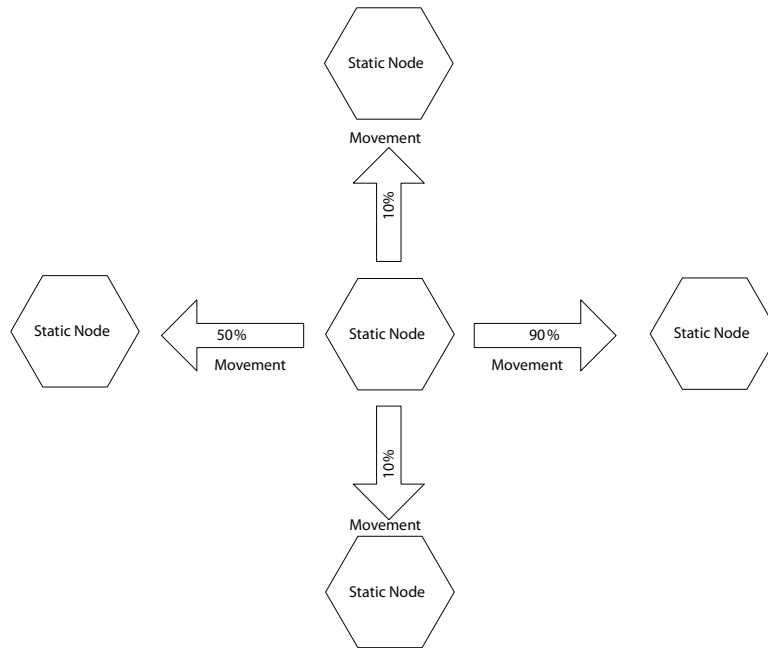 Static Node
Movement
10%
Static Node
50%
Movement
Static Node
90%
Movement
Static Node
10%
Movement
Static Node